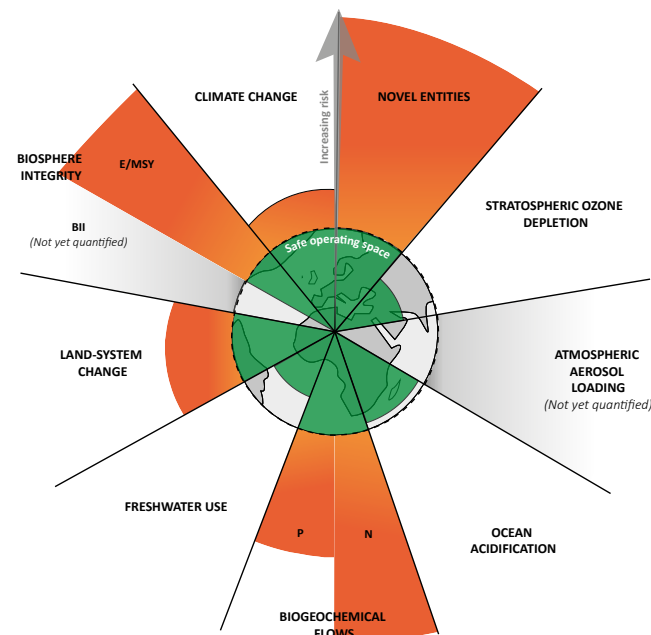 CLIMATE CHANGE
NOVEL ENTITIES
Increasing risk
BIOSPHERE
INTEGRITY
E/MSY
BII
(Not yet quantified)
STRATOSPHERIC OZONE
DEPLETION
Safe operating space
LAND-SYSTEM
CHANGE
ATMOSPHERIC
AEROSOL
LOADING
(Not yet quantified)
FRESHWATER USE
P
N
OCEAN
ACIDIFICATION
BIOGEOCHEMICAL
FLOWS